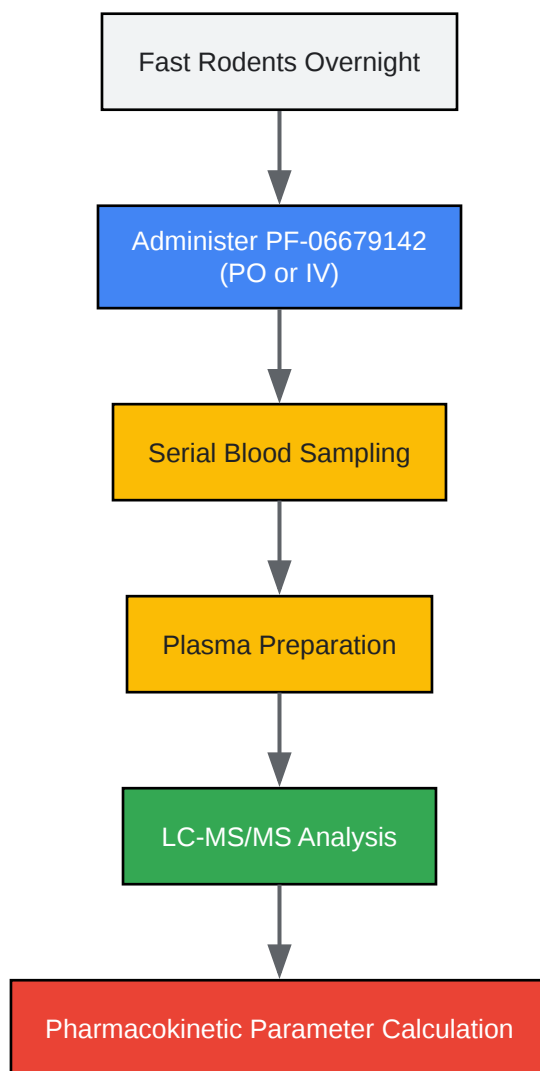 Fast Rodents Overnight
Administer PF-06679142
(PO or IV)
Serial Blood Sampling
Plasma Preparation
LC-MS/MS Analysis
Pharmacokinetic Parameter Calculation